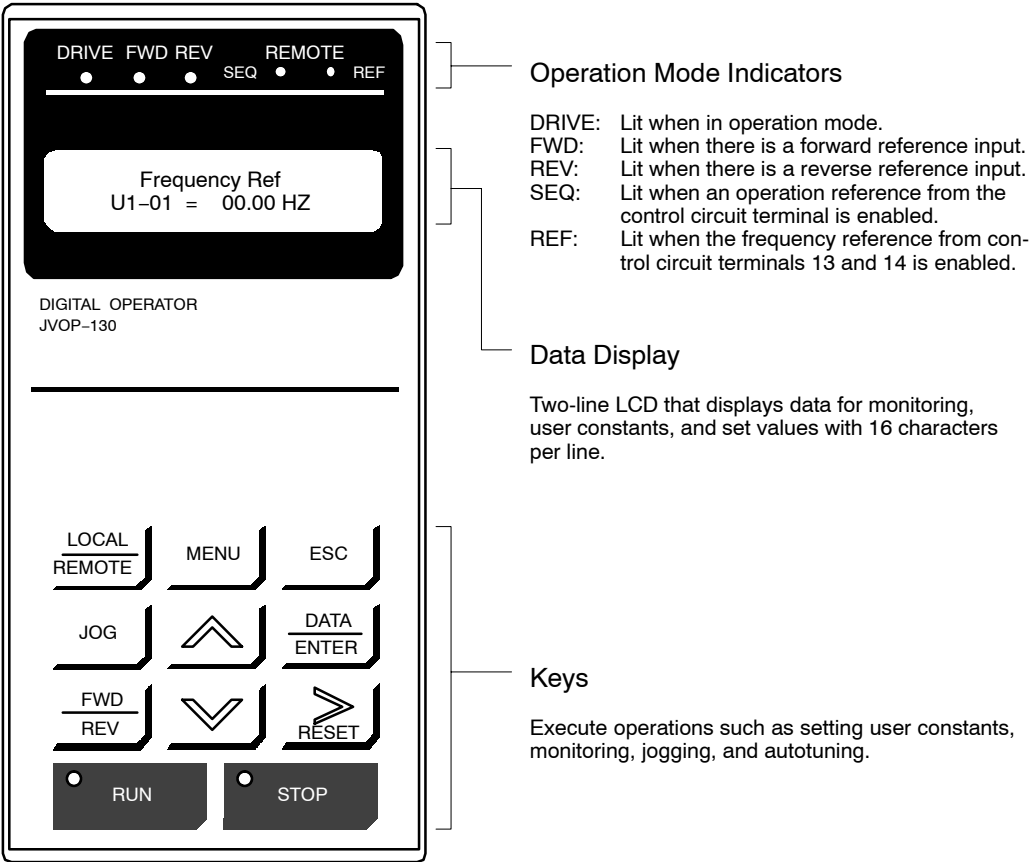 DRIVE FWD REV REMOTE
SEQ REF
Frequency Ref
U1–01 = 00.00 HZ
DIGITAL OPERATOR
JVOP–130
LOCAL
REMOTE
MENU
ESC
JOG
DATA
ENTER
FWD
REV
RESET
RUN
STOP
Operation Mode Indicators
DRIVE: Lit when in operation mode.
FWD: Lit when there is a forward reference input.
REV: Lit when there is a reverse reference input.
SEQ: Lit when an operation reference from the
control circuit terminal is enabled.
REF: Lit when the frequency reference from con-
trol circuit terminals 13 and 14 is enabled.
Data Display
Two-line LCD that displays data for monitoring,
user constants, and set values with 16 characters
per line.
Keys
Execute operations such as setting user constants,
monitoring, jogging, and autotuning.